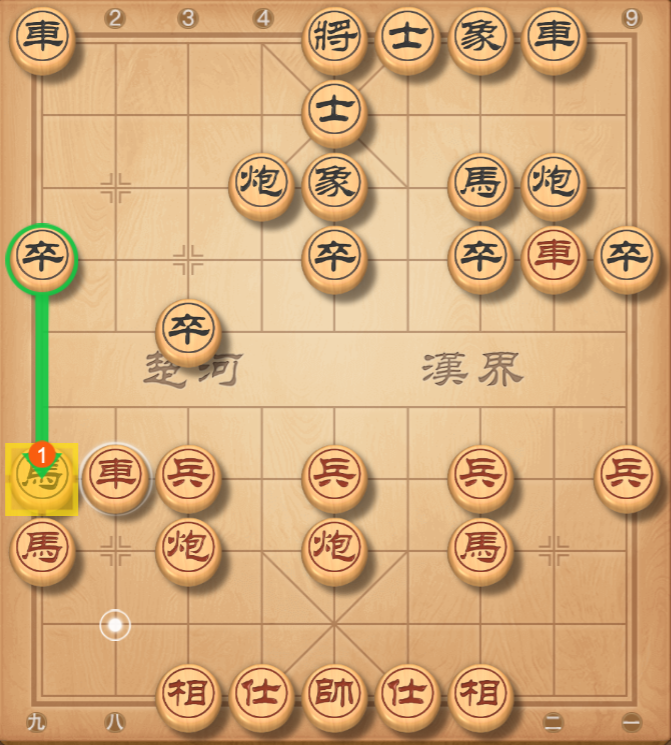 2 3 4 9
車 將 士 象 車
士
炮 象 馬 炮
卒 卒 卒 車 卒
卒
楚河 漢界
1
馬 車 兵 兵 兵 兵
馬 炮 炮 馬
相 仕 帥 仕 相
九 八 二 一